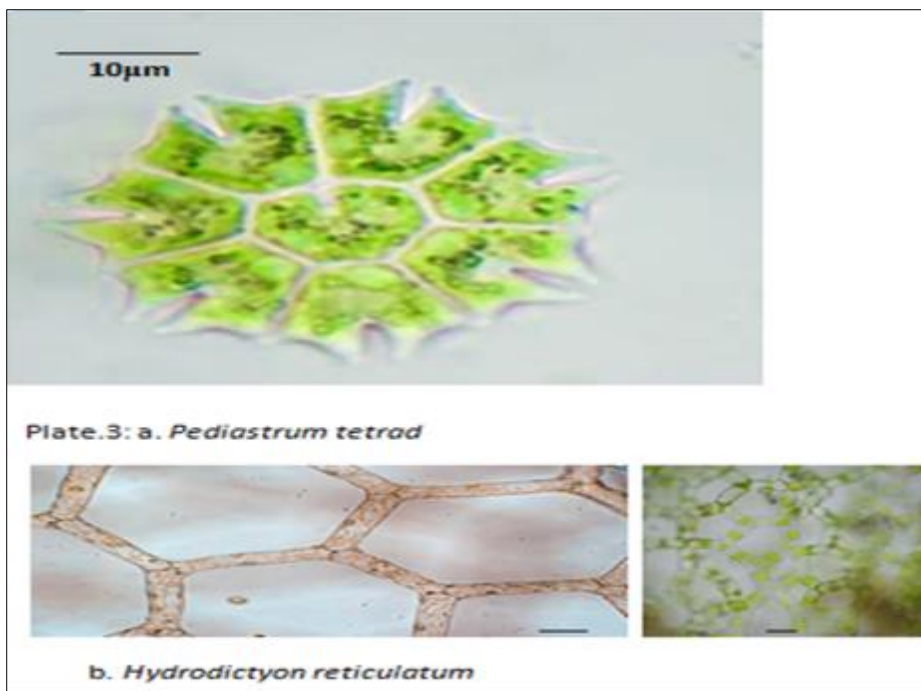 10µm
Plate.3: a. Pediastrum tetrad
b. Hydrodictyon reticulatum